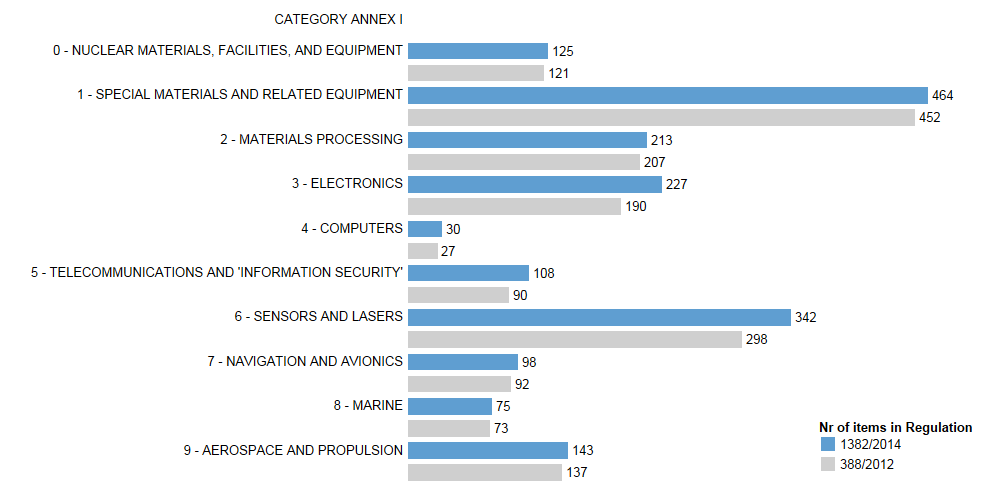 CATEGORY ANNEX I
0 - NUCLEAR MATERIALS, FACILITIES, AND EQUIPMENT 125
121
1 - SPECIAL MATERIALS AND RELATED EQUIPMENT 464
452
2 - MATERIALS PROCESSING 213
207
3 - ELECTRONICS 227
190
4 - COMPUTERS 30
27
5 - TELECOMMUNICATIONS AND 'INFORMATION SECURITY' 108
90
6 - SENSORS AND LASERS 342
298
7 - NAVIGATION AND AVIONICS 98
92
8 - MARINE 75
73
9 - AEROSPACE AND PROPULSION 143
137
Nr of items in Regulation
1382/2014
388/2012